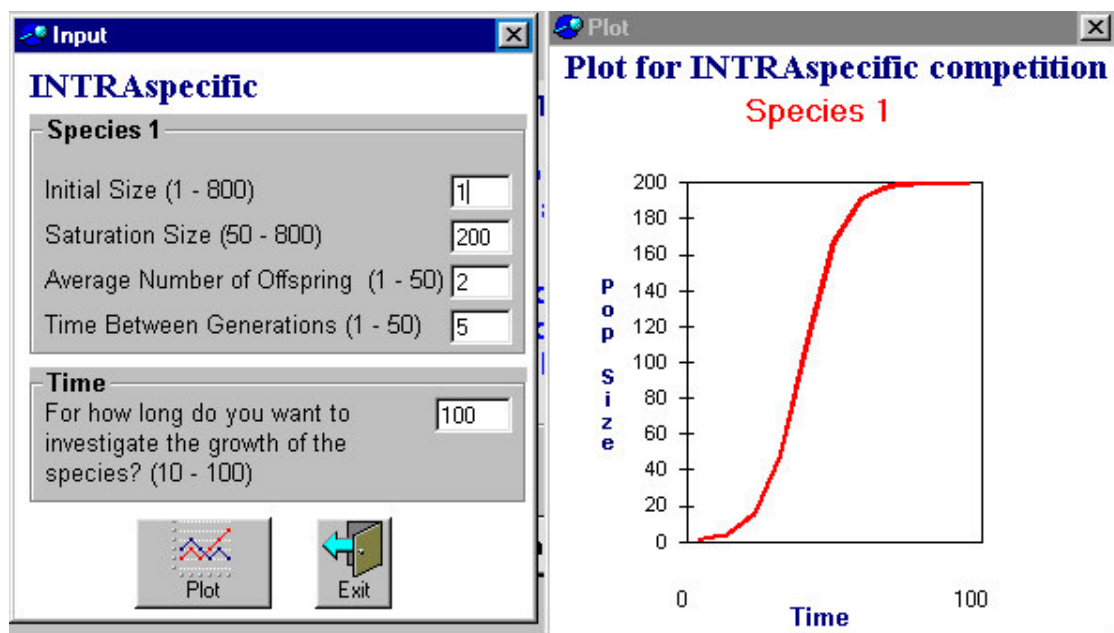 Input
INTRAspecific
Species 1
Initial Size (1 - 800) 1
Saturation Size (50 - 800) 200
Average Number of Offspring (1 - 50) 2
Time Between Generations (1 - 50) 5
Time
For how long do you want to 100
investigate the growth of the
species? (10 - 100)
Plot Exit
Plot
Plot for INTRAspecific competition
Species 1
200
180
160
140
120
100
80
60
40
20
0
Pop Size
0 100
Time